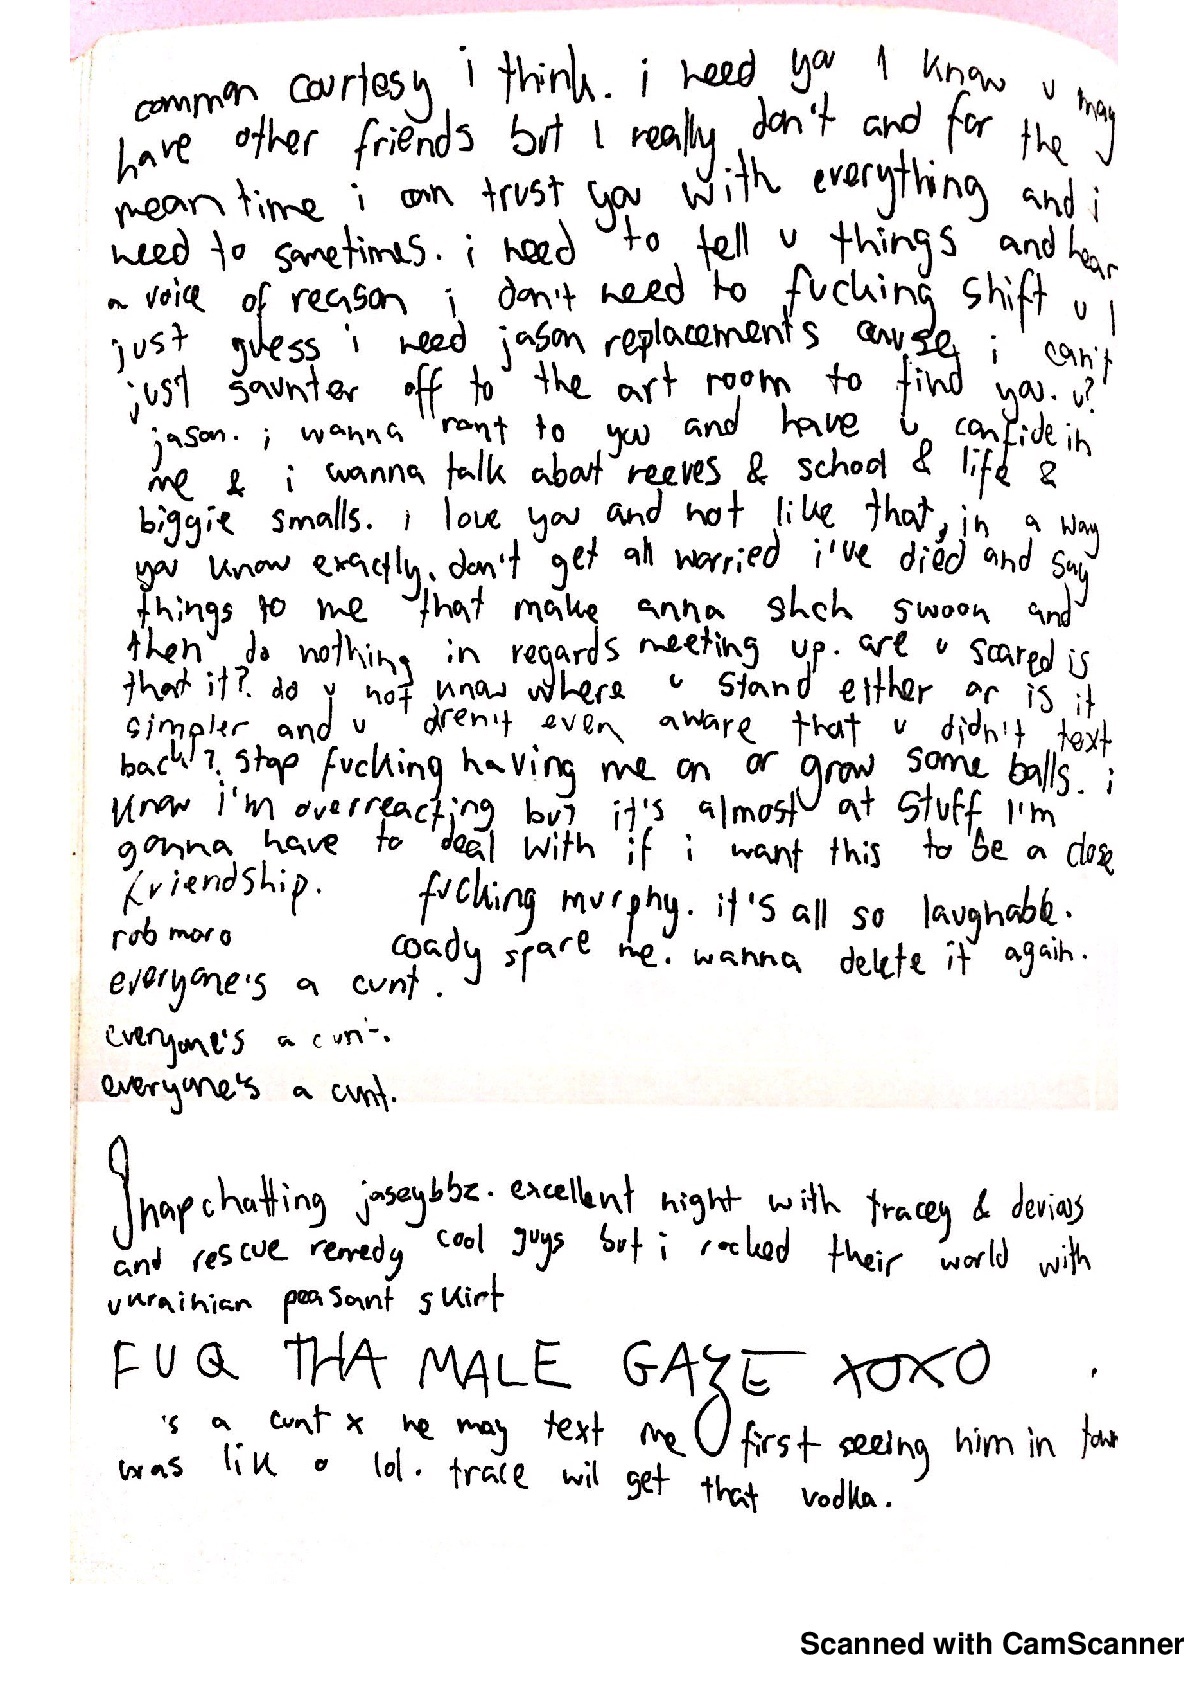 common courtesy i think. i need you I know u may
have other friends but I really don't and for the
mean time i can trust you with everything and i
need to sometimes. i need to tell u things and hear
a voice of reason i don't need to fucking shift u I
just guess i need jason replacements cause i can't
just saunter off to the art room to find you. u?
jason. i wanna rant to you and have u confide in
me & i wanna talk about reeves & school & life &
biggie smalls. i love you and not like that, in a way
you know exactly. don't get all worried i've died and say
things to me that make anna shch swoon and
then do nothing in regards meeting up. are u scared is
that it? do u not know where u stand either or is it
simpler and u aren't even aware that u didn't text
back?. stop fucking having me on or grow some balls. i
know i'm overreacting but it's almost at stuff I'm
gonna have to deal with if i want this to be a close
friendship. fucking murphy. it's all so laughable.
rob moro coady spare me. wanna delete it again.
everyone's a cunt.
everyone's a cunt.
everyone's a cunt.
Snapchatting jaseybbz. excellent night with tracey & devious
and rescue remedy cool guys but i rocked their world with
ukrainian peasant skirt
FUQ THA MALE GAZE XOXO
's a cunt x he may text me first seeing him in town
was lik o lol. trace wil get that vodka.
Scanned with CamScanner